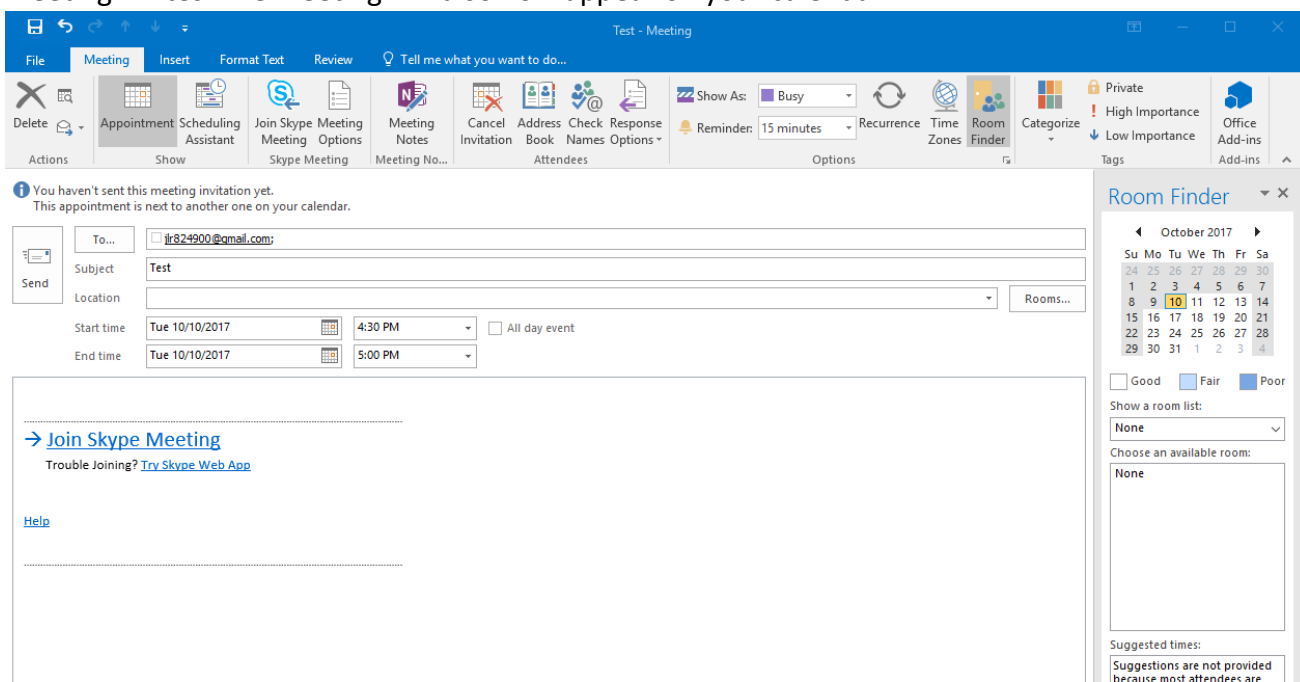 Test - Meeting
File Meeting Insert Format Text Review Tell me what you want to do...
Delete Appointment Scheduling Assistant Join Skype Meeting Meeting Options Meeting Notes Cancel Invitation Address Book Check Names Response Options Show As: Busy Reminder: 15 minutes Recurrence Time Zones Room Finder Categorize Private High Importance Low Importance Office Add-ins
Actions Show Skype Meeting Meeting No... Attendees Options Tags Add-ins
You haven't sent this meeting invitation yet.
This appointment is next to another one on your calendar.
To... jlr824900@gmail.com;
Subject Test
Send
Location Rooms...
Start time Tue 10/10/2017 4:30 PM All day event
End time Tue 10/10/2017 5:00 PM
→ Join Skype Meeting
Trouble Joining? Try Skype Web App
Help
Room Finder
October 2017
Su Mo Tu We Th Fr Sa
24 25 26 27 28 29 30
1 2 3 4 5 6 7
8 9 10 11 12 13 14
15 16 17 18 19 20 21
22 23 24 25 26 27 28
29 30 31 1 2 3 4
Good Fair Poor
Show a room list:
None
Choose an available room:
None
Suggested times:
Suggestions are not provided
because most attendees are